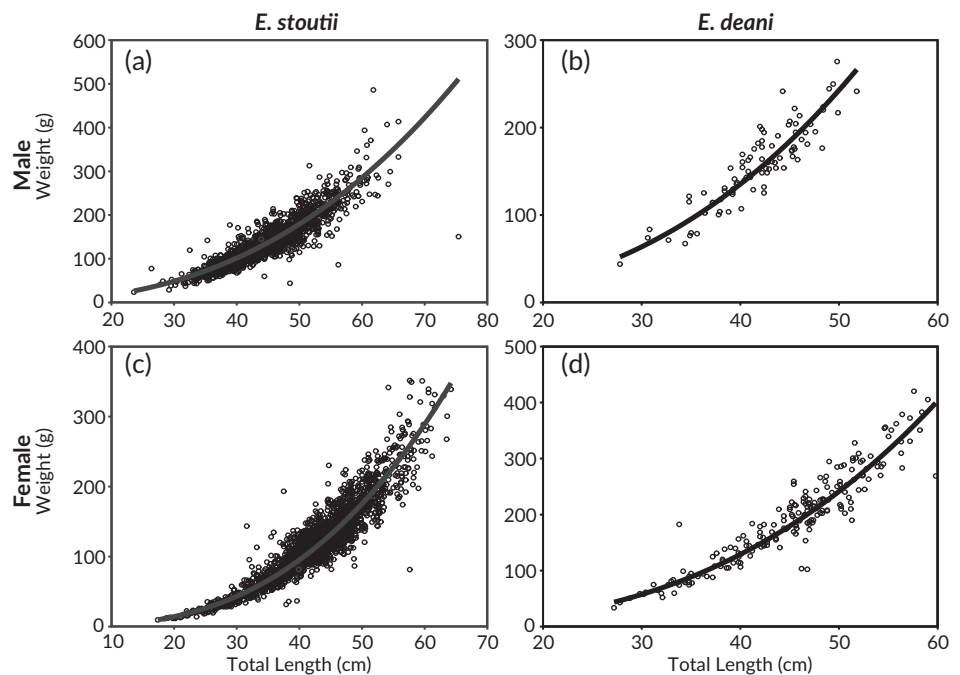 E. stoutii
E. deani
Male
Weight (g)
(a)
600
500
400
300
200
100
0
20 30 40 50 60 70 80
(b)
300
200
100
0
20 30 40 50 60
Female
Weight (g)
(c)
400
300
200
100
0
10 20 30 40 50 60 70
Total Length (cm)
(d)
500
400
300
200
100
0
20 30 40 50 60
Total Length (cm)